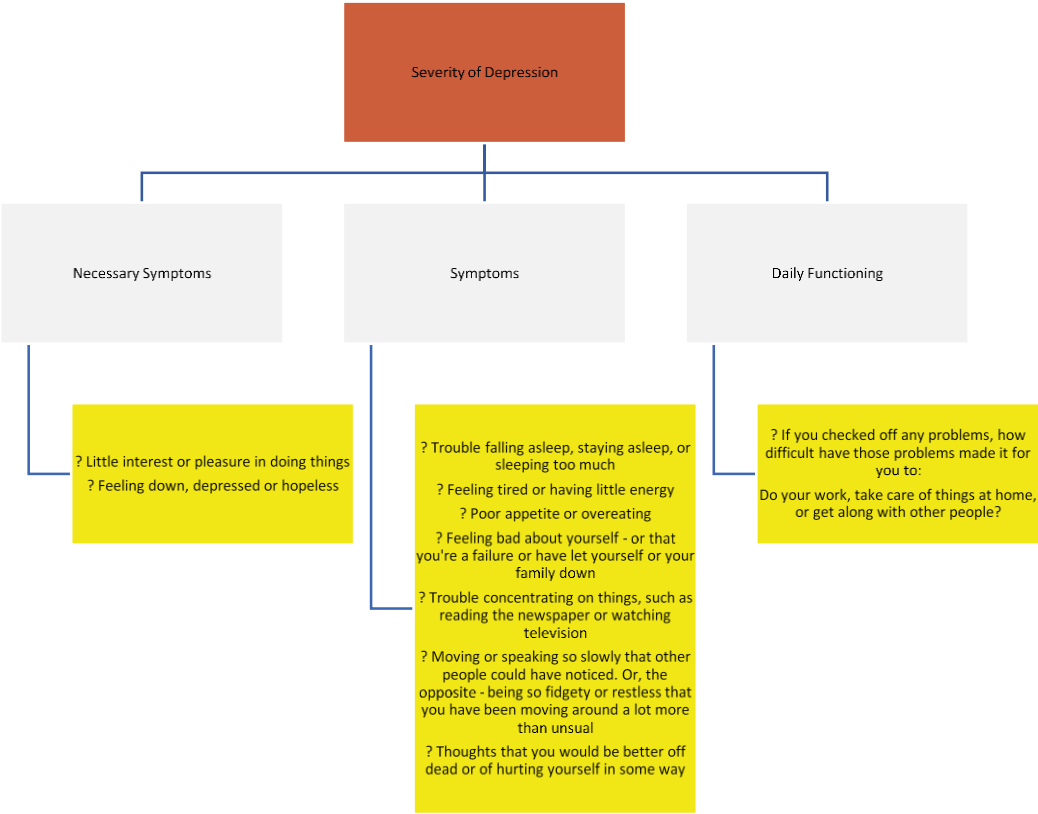 Severity of Depression
Necessary Symptoms
Symptoms
Daily Functioning
? Little interest or pleasure in doing things
? Feeling down, depressed or hopeless
? Trouble falling asleep, staying asleep, or
sleeping too much
? Feeling tired or having little energy
? Poor appetite or overeating
? Feeling bad about yourself - or that
you're a failure or have let yourself or your
family down
? Trouble concentrating on things, such as
reading the newspaper or watching
television
? Moving or speaking so slowly that other
people could have noticed. Or, the
opposite - being so fidgety or restless that
you have been moving around a lot more
than unsual
? Thoughts that you would be better off
dead or of hurting yourself in some way
? If you checked off any problems, how
difficult have those problems made it for
you to:
Do your work, take care of things at home,
or get along with other people?